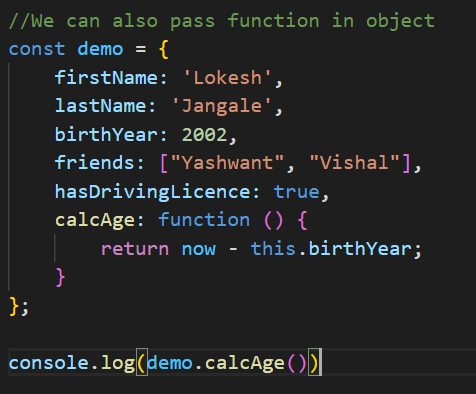 //We can also pass function in object
const demo = {
    firstName: 'Lokesh',
    lastName: 'Jangale',
    birthYear: 2002,
    friends: ["Yashwant", "Vishal"],
    hasDrivingLicence: true,
    calcAge: function () {
        return now - this.birthYear;
    }
};
console.log(demo.calcAge())